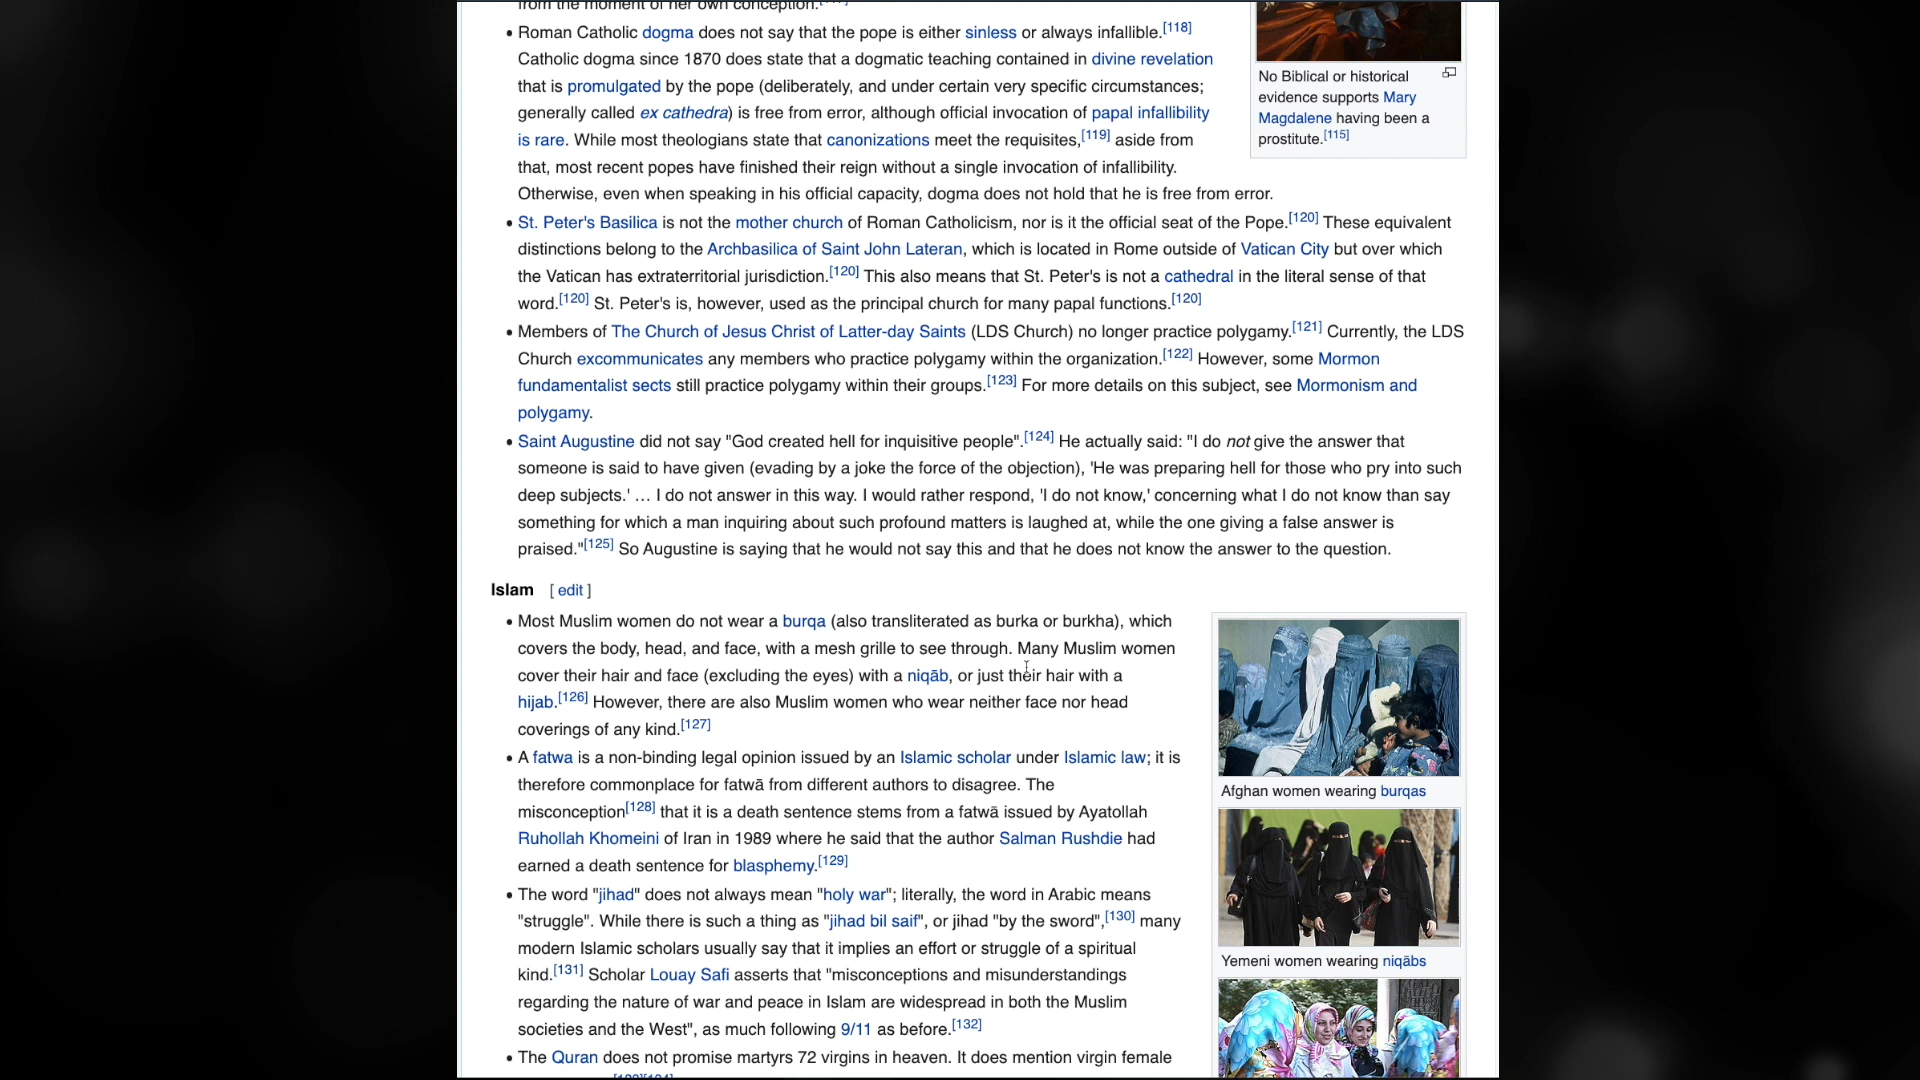 from the moment of her own conception.
• Roman Catholic dogma does not say that the pope is either sinless or always infallible.[118]
Catholic dogma since 1870 does state that a dogmatic teaching contained in divine revelation
that is promulgated by the pope (deliberately, and under certain very specific circumstances;
generally called ex cathedra) is free from error, although official invocation of papal infallibility
is rare. While most theologians state that canonizations meet the requisites,[119] aside from
that, most recent popes have finished their reign without a single invocation of infallibility.
Otherwise, even when speaking in his official capacity, dogma does not hold that he is free from error.
No Biblical or historical
evidence supports Mary
Magdalene having been a
prostitute.[115]
• St. Peter's Basilica is not the mother church of Roman Catholicism, nor is it the official seat of the Pope.[120] These equivalent
distinctions belong to the Archbasilica of Saint John Lateran, which is located in Rome outside of Vatican City but over which
the Vatican has extraterritorial jurisdiction.[120] This also means that St. Peter's is not a cathedral in the literal sense of that
word.[120] St. Peter's is, however, used as the principal church for many papal functions.[120]
• Members of The Church of Jesus Christ of Latter-day Saints (LDS Church) no longer practice polygamy.[121] Currently, the LDS
Church excommunicates any members who practice polygamy within the organization.[122] However, some Mormon
fundamentalist sects still practice polygamy within their groups.[123] For more details on this subject, see Mormonism and
polygamy.
• Saint Augustine did not say "God created hell for inquisitive people".[124] He actually said: "I do not give the answer that
someone is said to have given (evading by a joke the force of the objection), 'He was preparing hell for those who pry into such
deep subjects.' … I do not answer in this way. I would rather respond, 'I do not know,' concerning what I do not know than say
something for which a man inquiring about such profound matters is laughed at, while the one giving a false answer is
praised."[125] So Augustine is saying that he would not say this and that he does not know the answer to the question.
Islam [ edit ]
• Most Muslim women do not wear a burqa (also transliterated as burka or burkha), which
covers the body, head, and face, with a mesh grille to see through. Many Muslim women
cover their hair and face (excluding the eyes) with a niqāb, or just their hair with a
hijab.[126] However, there are also Muslim women who wear neither face nor head
coverings of any kind.[127]
• A fatwa is a non-binding legal opinion issued by an Islamic scholar under Islamic law; it is
therefore commonplace for fatwā from different authors to disagree. The
misconception[128] that it is a death sentence stems from a fatwā issued by Ayatollah
Ruhollah Khomeini of Iran in 1989 where he said that the author Salman Rushdie had
earned a death sentence for blasphemy.[129]
• The word "jihad" does not always mean "holy war"; literally, the word in Arabic means
"struggle". While there is such a thing as "jihad bil saif", or jihad "by the sword",[130] many
modern Islamic scholars usually say that it implies an effort or struggle of a spiritual
kind.[131] Scholar Louay Safi asserts that "misconceptions and misunderstandings
regarding the nature of war and peace in Islam are widespread in both the Muslim
societies and the West", as much following 9/11 as before.[132]
• The Quran does not promise martyrs 72 virgins in heaven. It does mention virgin female
Afghan women wearing burqas
Yemeni women wearing niqābs